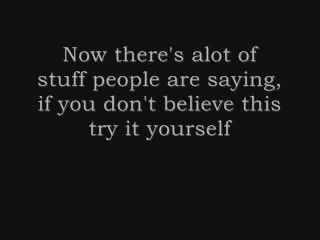 Now there's alot of
stuff people are saying,
if you don't believe this
try it yourself